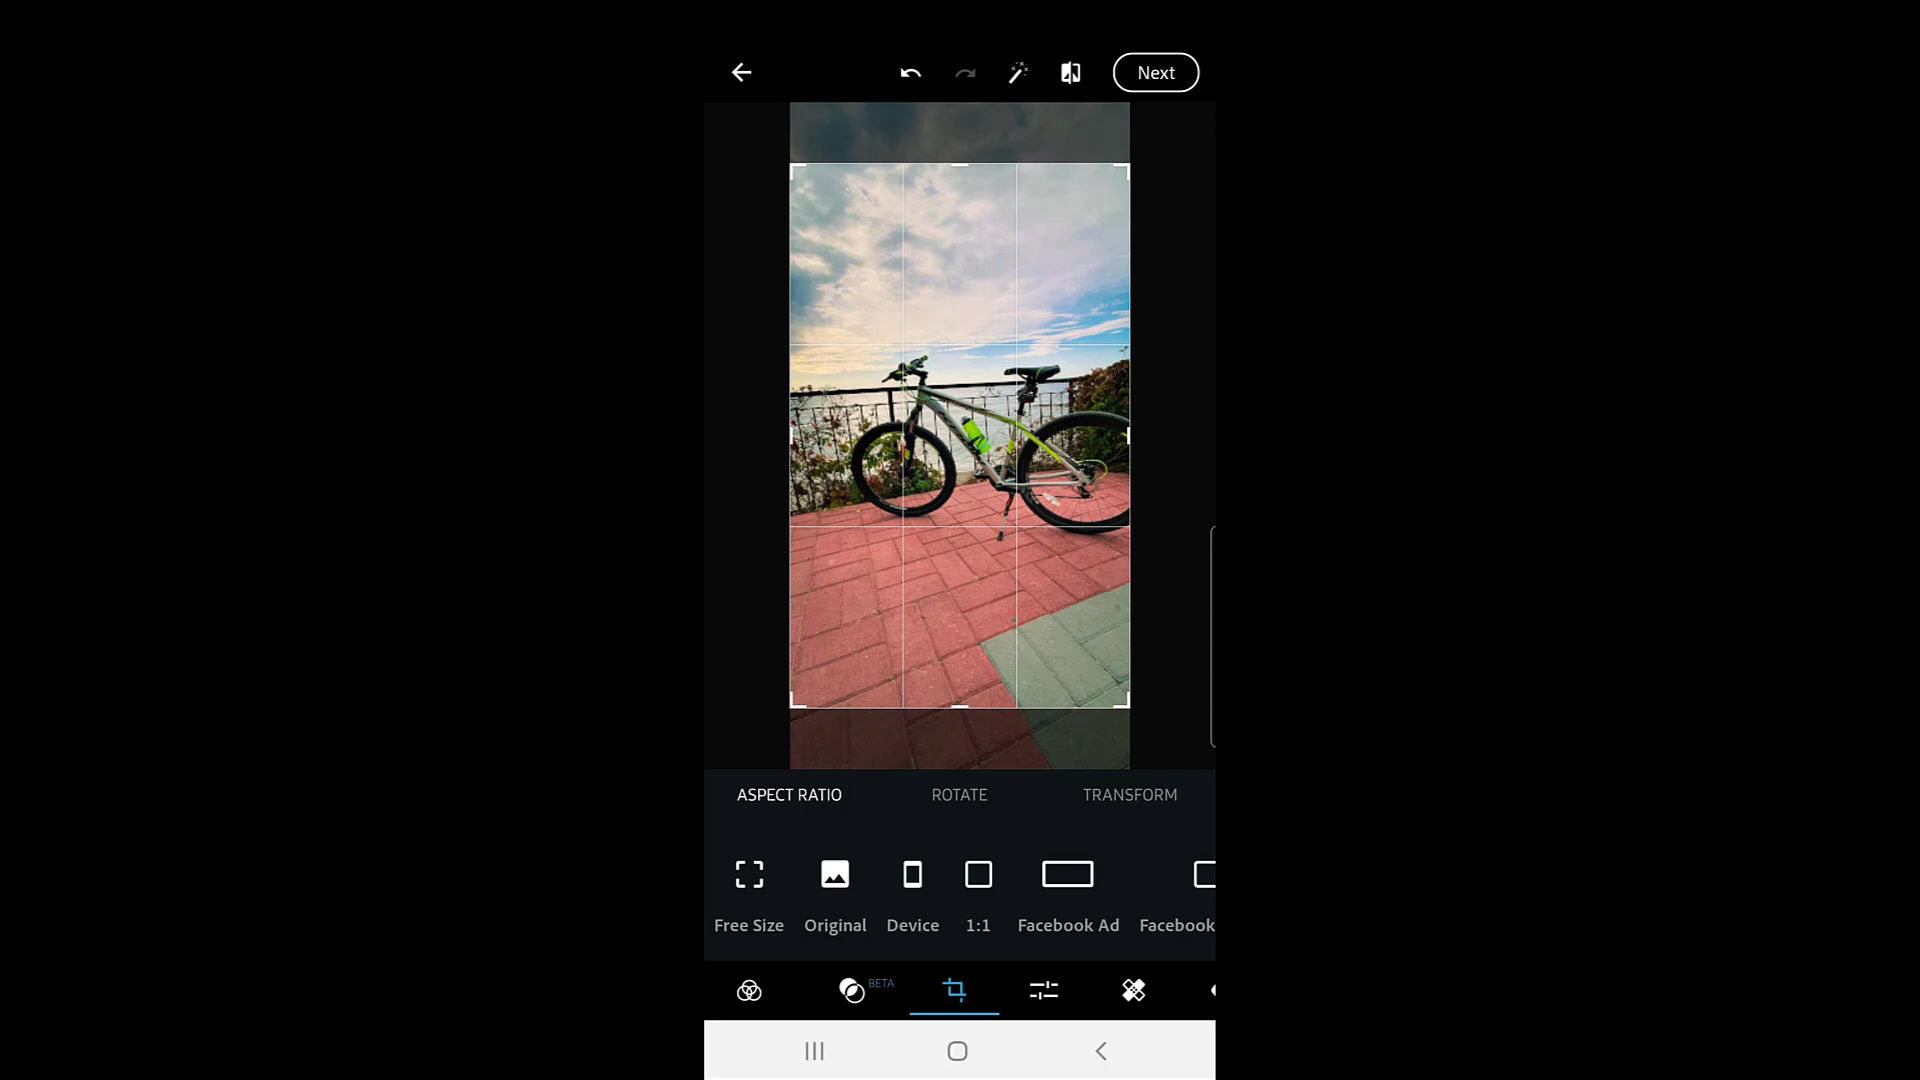 Next
ASPECT RATIO ROTATE TRANSFORM
Free Size Original Device 1:1 Facebook Ad Facebook
BETA